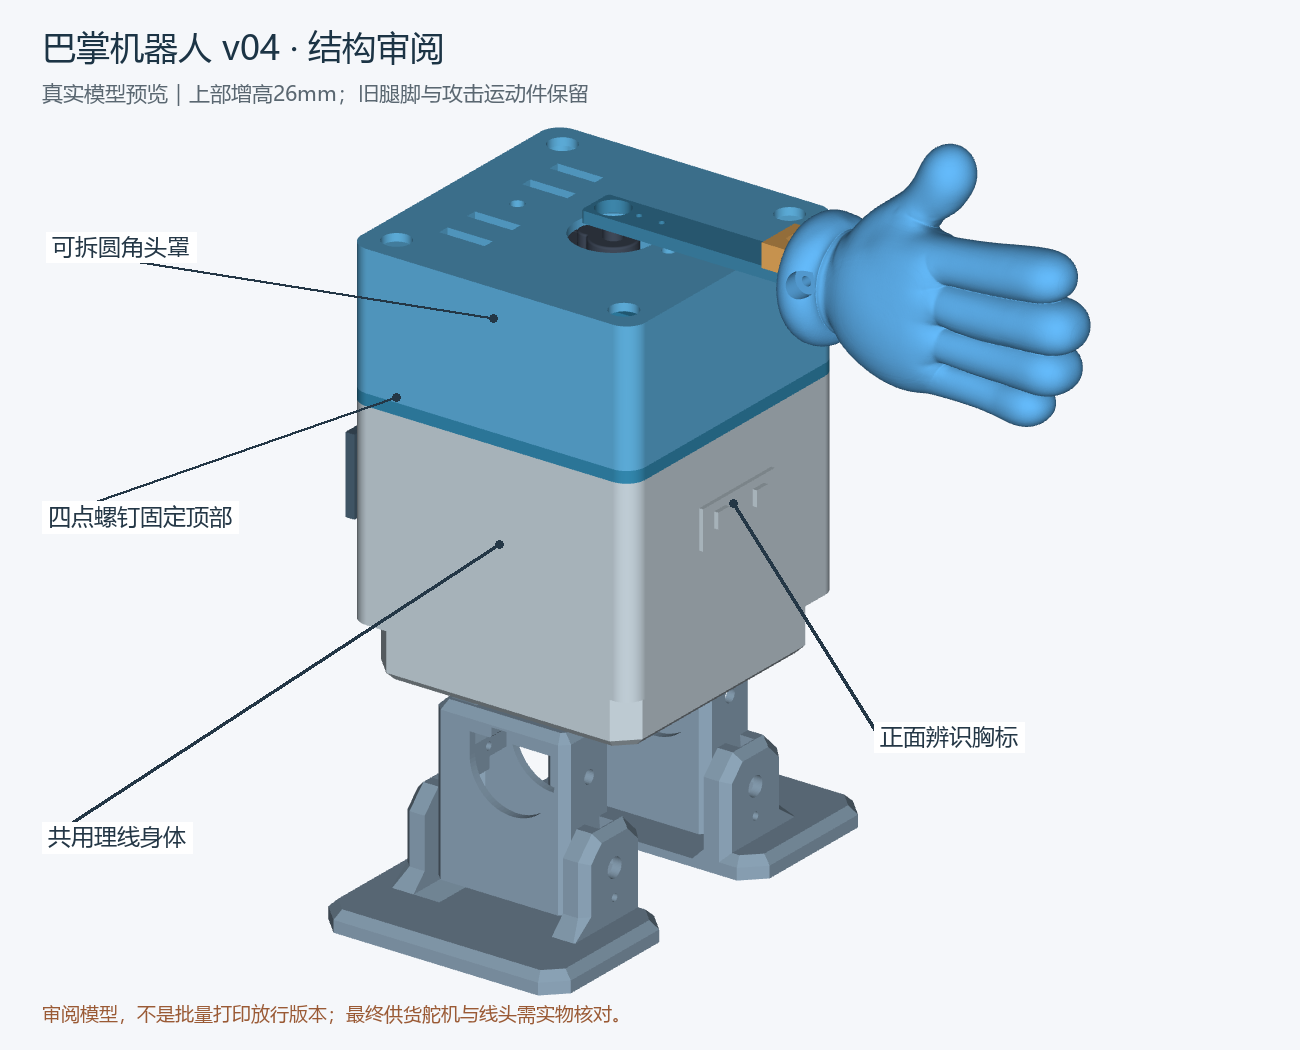 巴掌机器人 v04 · 结构审阅
真实模型预览｜上部增高26mm；旧腿脚与攻击运动件保留
可拆圆角头罩
四点螺钉固定顶部
正面辨识胸标
共用理线身体
审阅模型，不是批量打印放行版本；最终供货舵机与线头需实物核对。